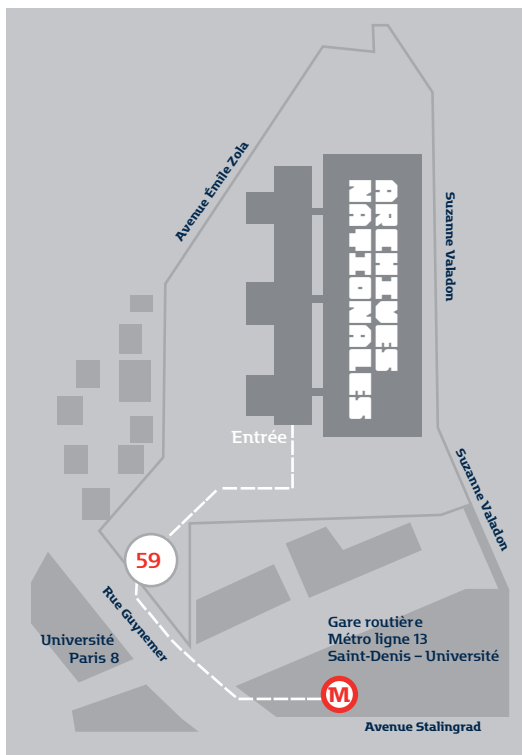 Avenue Émile Zola
Suzanne Valadon
ARCHIVES
NATIONALES
Entrée
Suzanne Valadon
59
Rue Guynemer
Université
Paris 8
Gare routière
Métro ligne 13
Saint-Denis – Université
M
Avenue Stalingrad